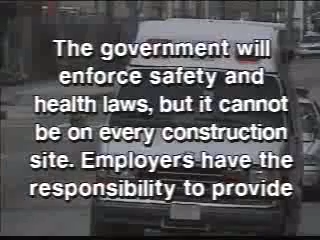 The government will
enforce safety and
health laws, but it cannot
be on every construction
site. Employers have the
responsibility to provide